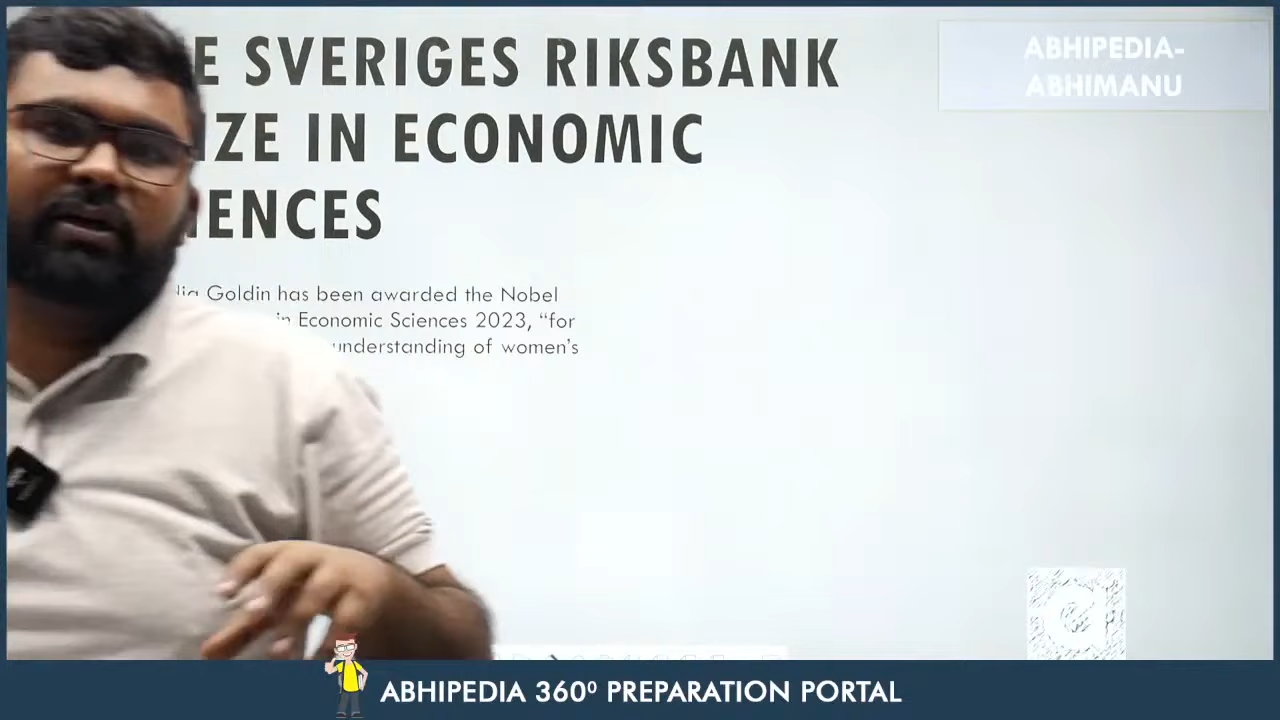 E SVERIGES RIKSBANK
IZE IN ECONOMIC
IENCES
ABHIPEDIA-
ABHIMANU
Goldin has been awarded the Nobel
in Economic Sciences 2023, “for
understanding of women’s
ABHIPEDIA 360⁰ PREPARATION PORTAL